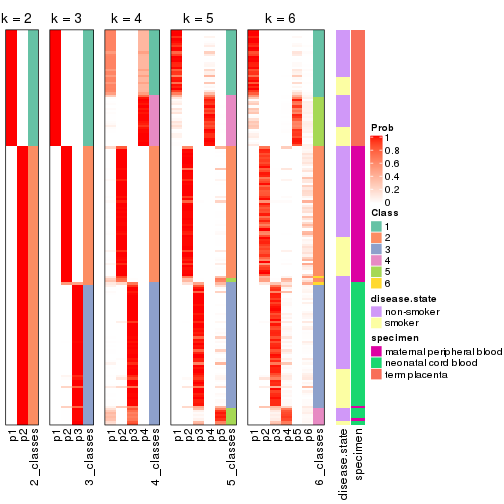 k = 2 k = 3 k = 4 k = 5 k = 6
p1 p2 2_classes p1 p2 p3 3_classes p1 p2 p3 p4 4_classes p1 p2 p3 p4 p5 5_classes p1 p2 p3 p4 p5 p6 6_classes disease.state specimen
Prob
1
0.8
0.6
0.4
0.2
0
Class
1
2
3
4
5
6
disease.state
non-smoker
smoker
specimen
maternal peripheral blood
neonatal cord blood
term placenta